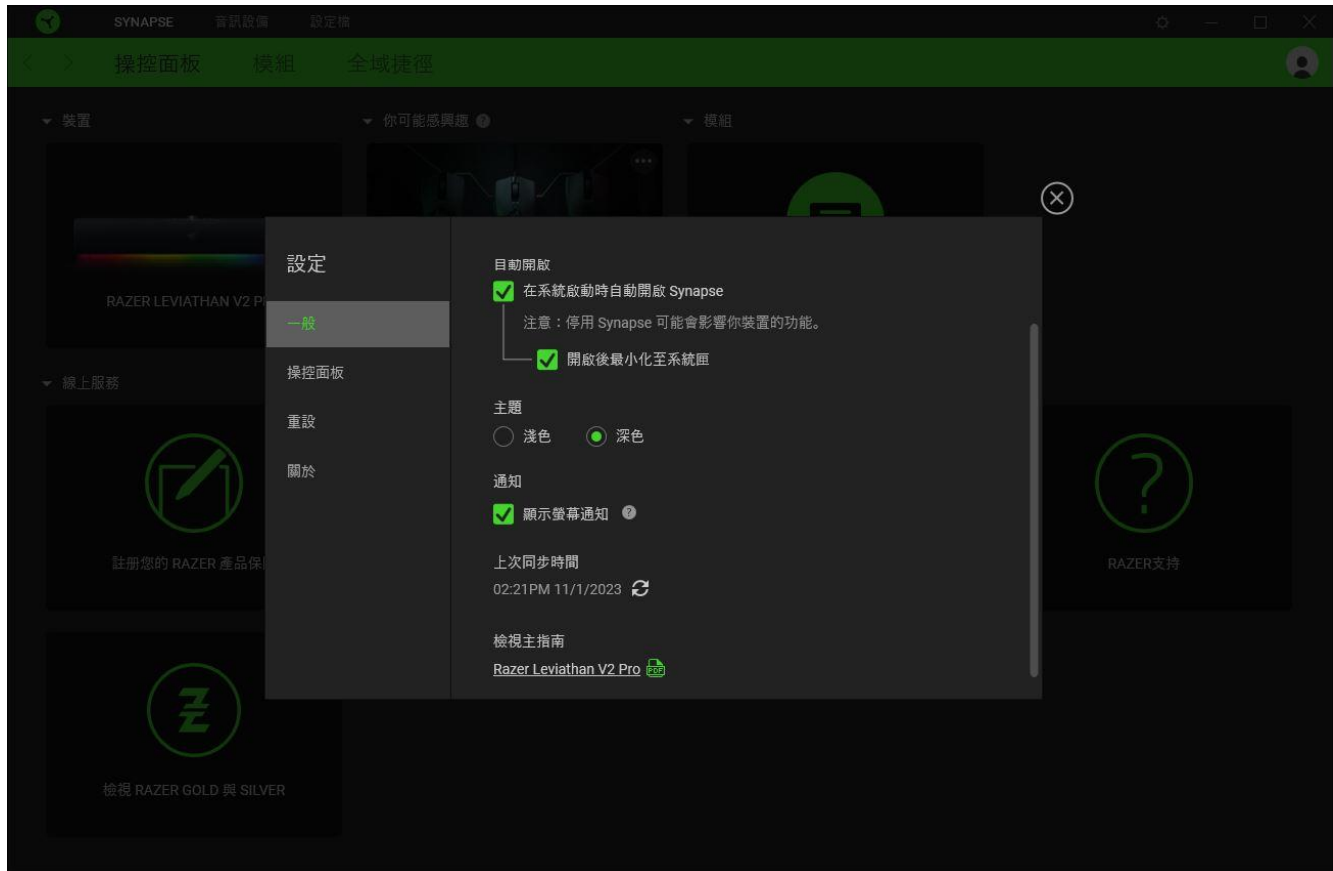 SYNAPSE 音訊設備 設定檔
操控面板 模組 全域捷徑
裝置 你可能感興趣 模組
RAZER LEVIATHAN V2 P
線上服務
註册您的 RAZER 產品保
RAZER支持
檢視 RAZER GOLD 與 SILVER
設定
一般
操控面板
重設
關於
自動開啟
在系統啟動時自動開啟 Synapse
注意：停用 Synapse 可能會影響你裝置的功能。
開啟後最小化至系統匣
主題
淺色 深色
通知
顯示螢幕通知
上次同步時間
02:21PM 11/1/2023
檢視主指南
Razer Leviathan V2 Pro PDF